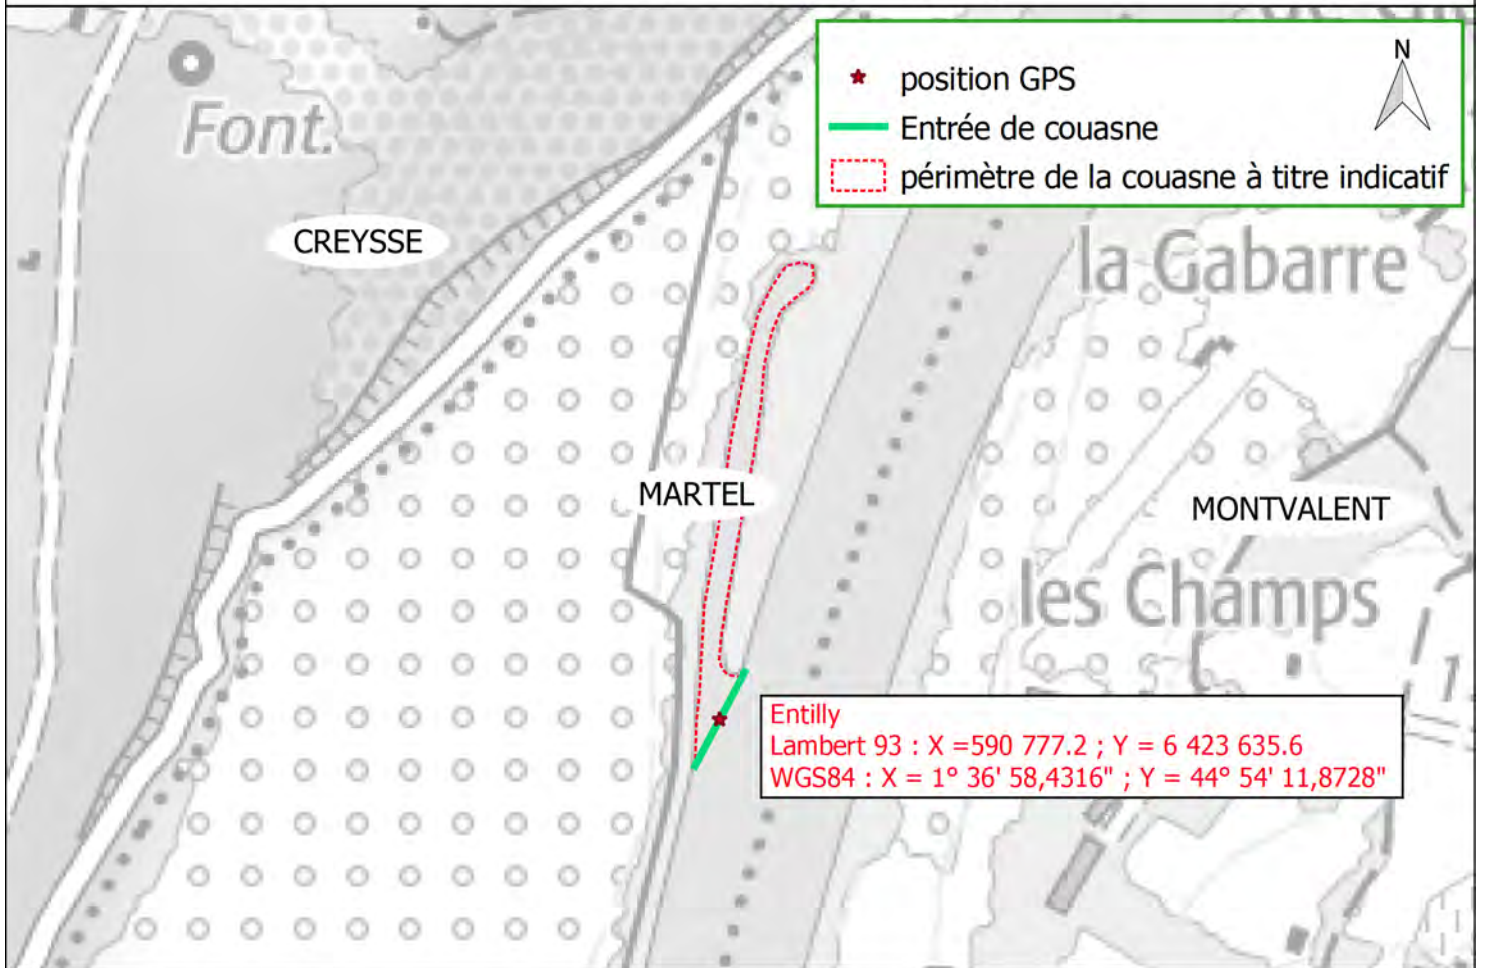 N
position GPS
Entrée de couasne
périmètre de la couasne à titre indicatif
Font.
CREYSSE
la Gabarre
MARTEL
MONTVALENT
les Champs
1
Entilly
Lambert 93 : X =590 777.2 ; Y = 6 423 635.6
WGS84 : X = 1° 36' 58,4316" ; Y = 44° 54' 11,8728"